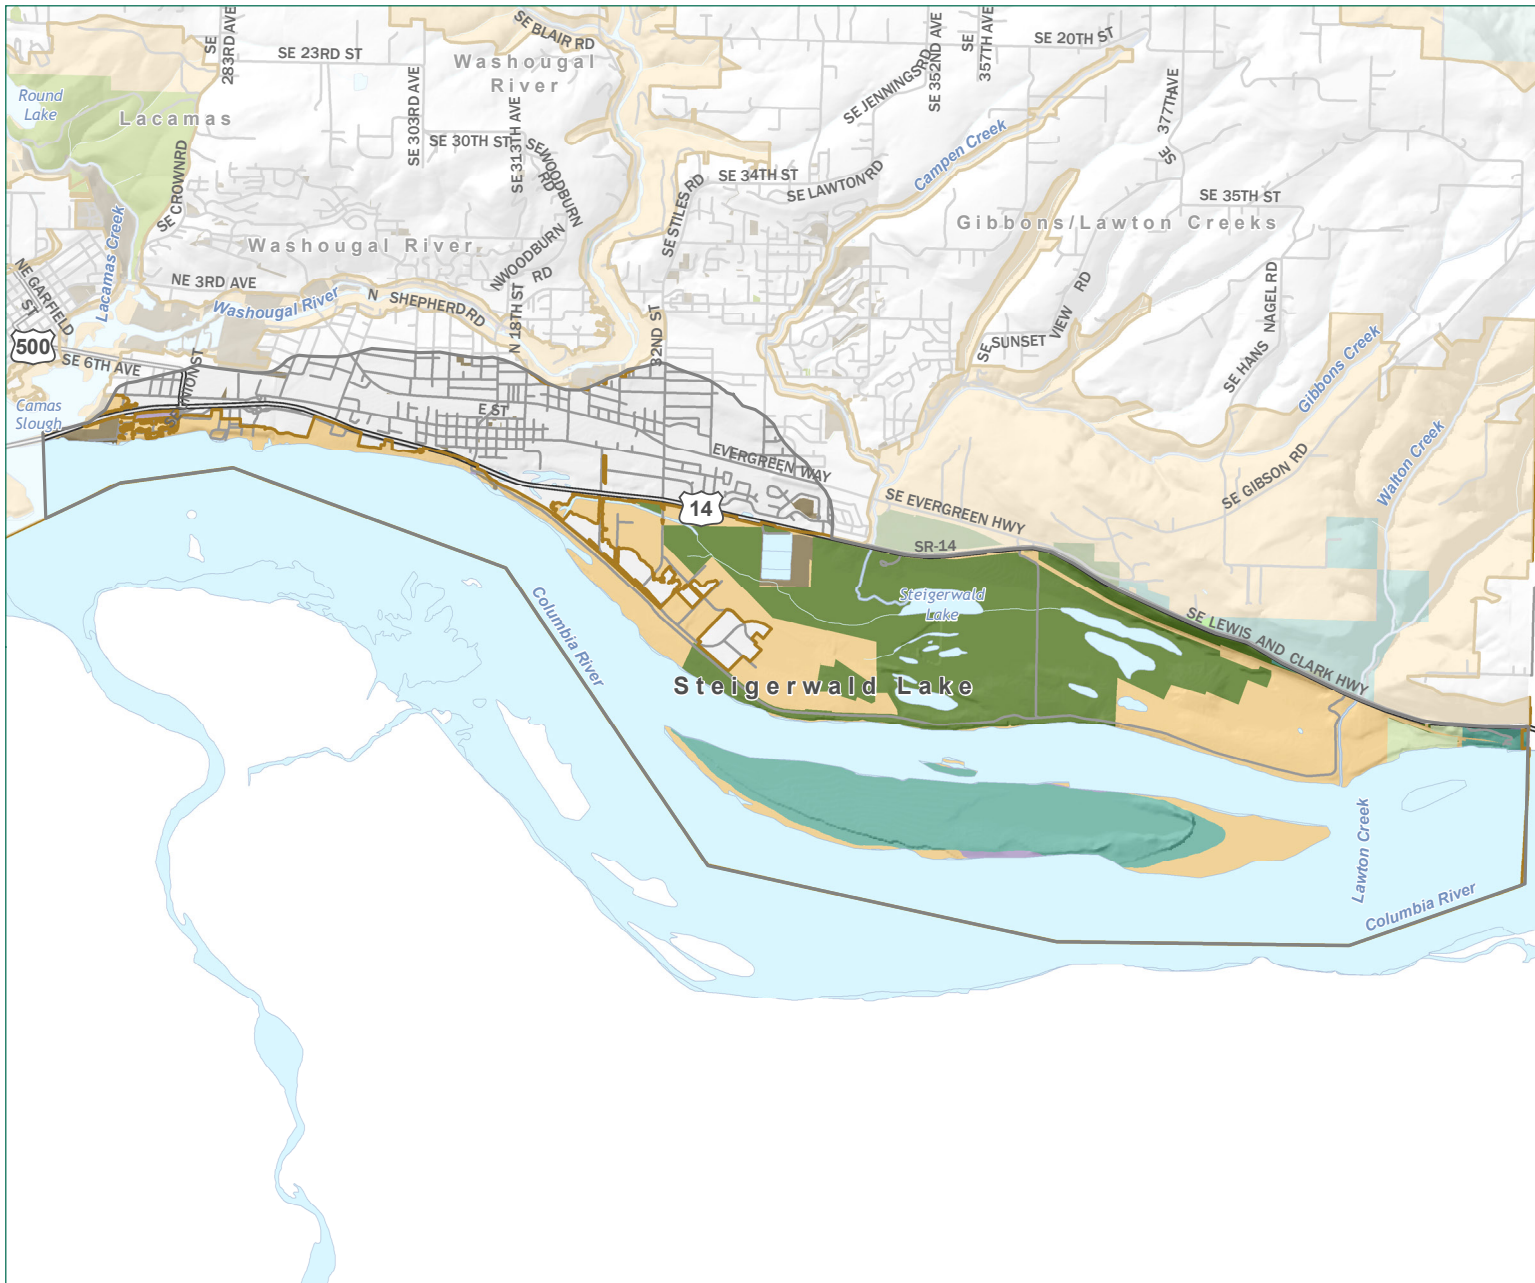 SE BLAIR RD
SE
283RD AVE
SE 23RD ST
SE 352ND AVE
SE
357TH AVE
SE 20TH ST
Washougal
River
SE 303RD AVE
SE JENNINGS RD
SE 377TH AVE
Round
Lake
Lacamas
SE 30TH ST
SE 313TH AVE
SE WOODBURN
RD
Campen Creek
SE CROWN RD
SE 34TH ST
SE LAWTON RD
SE 35TH ST
SE STILES RD
Gibbons/Lawton Creeks
Lacamas Creek
Washougal River
NWOODBURN
RD
NE GARFIELD
ST
NE 3RD AVE
Washougal River
N SHEPHERD RD
N 18TH ST
32ND ST
SE SUNSET VIEW RD
SE HANS NAGEL RD
500
SE 6TH AVE
SE UNION ST
Gibbons Creek
Camas
Slough
E ST
EVERGREEN WAY
SE GIBSON RD
Walton Creek
14
SE EVERGREEN HWY
SR-14
Steigerwald
Lake
Columbia River
SE LEWIS AND CLARK HWY
Steigerwald Lake
Lawton Creek
Columbia River